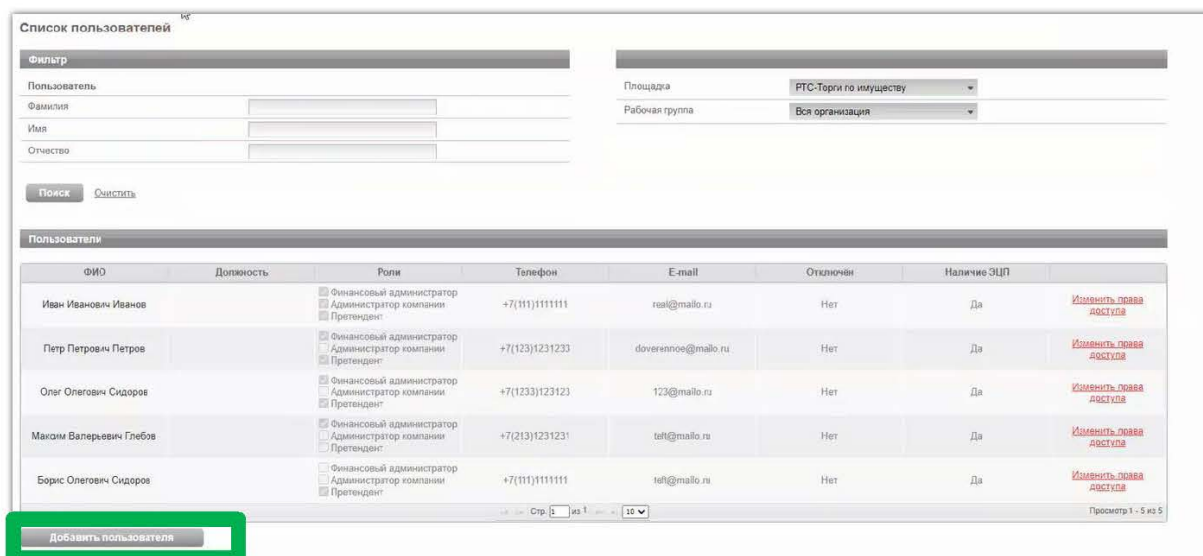 Список пользователей
Фильтр
Пользователь
Фамилия
Имя
Отчество
Площадка РТС-Торги по имуществу
Рабочая группа Вся организация
Поиск Очистить
Пользователи
ФИО Должность Роли Телефон E-mail Отключён Наличие ЭЦП
Иван Иванович Иванов Финансовый администратор +7(111)1111111 real@mailo.ru Нет Да Изменить права
Администратор компании доступа
Претендент
Петр Петрович Петров Финансовый администратор +7(123)1231233 doverennoe@mailo.ru Нет Да Изменить права
Администратор компании доступа
Претендент
Олег Олегович Сидоров Финансовый администратор +7(1233)123123 123@mailo.ru Нет Да Изменить права
Администратор компании доступа
Претендент
Максим Валерьевич Глебов Финансовый администратор +7(213)1231231 tett@mailo.ru Нет Да Изменить права
Администратор компании доступа
Претендент
Борис Олегович Сидоров Финансовый администратор +7(111)1111111 Нет Да Изменить права
Администратор компании доступа
Претендент
Стр. 1 из 1 10 Просмотр 1 - 5 из 5
Добавить пользователя